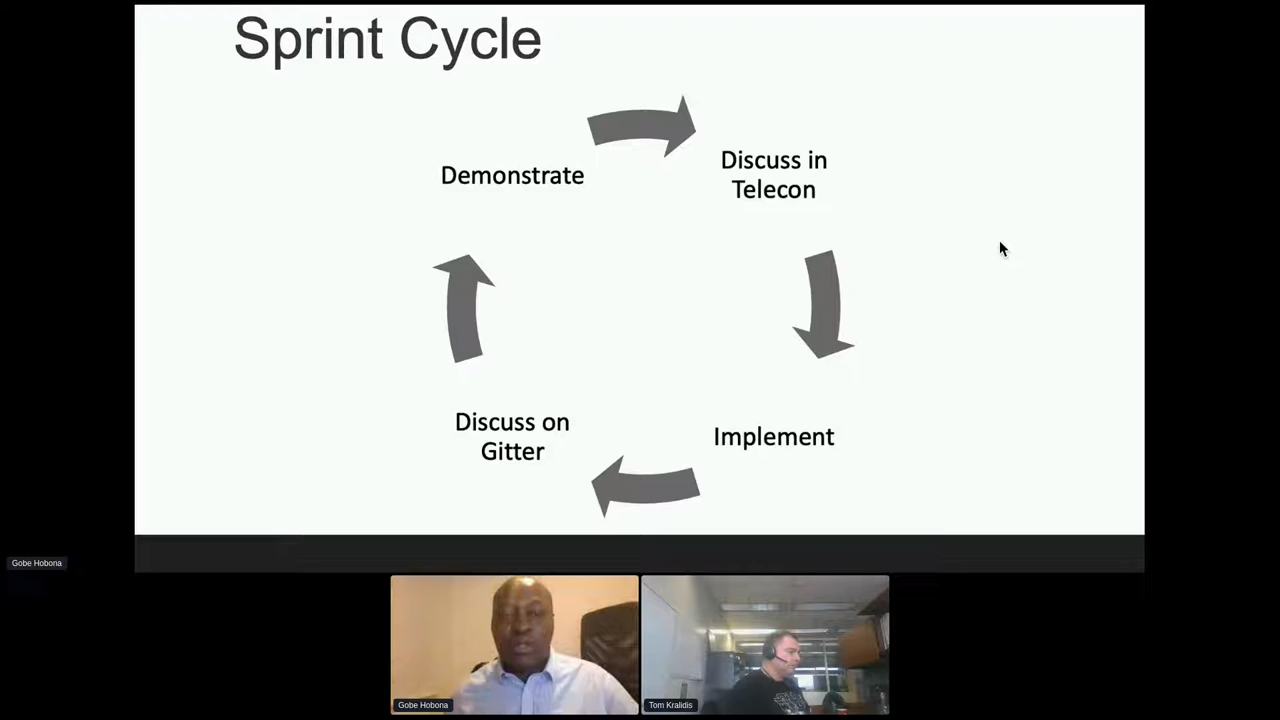 Sprint Cycle
Demonstrate
Discuss in
Telecon
Discuss on
Gitter
Implement
Gobe Hobona
Gobe Hobona
Tom Kralidis